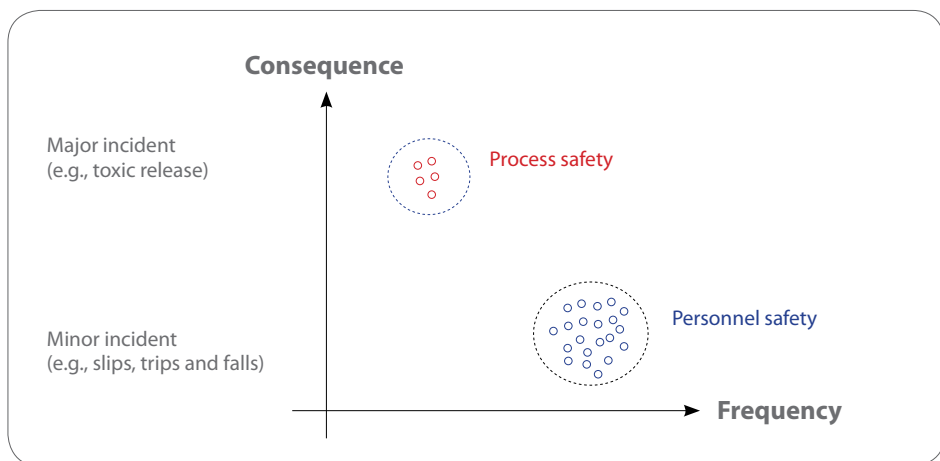 Consequence
Major incident
(e.g., toxic release)
Process safety
Personnel safety
Minor incident
(e.g., slips, trips and falls)
Frequency